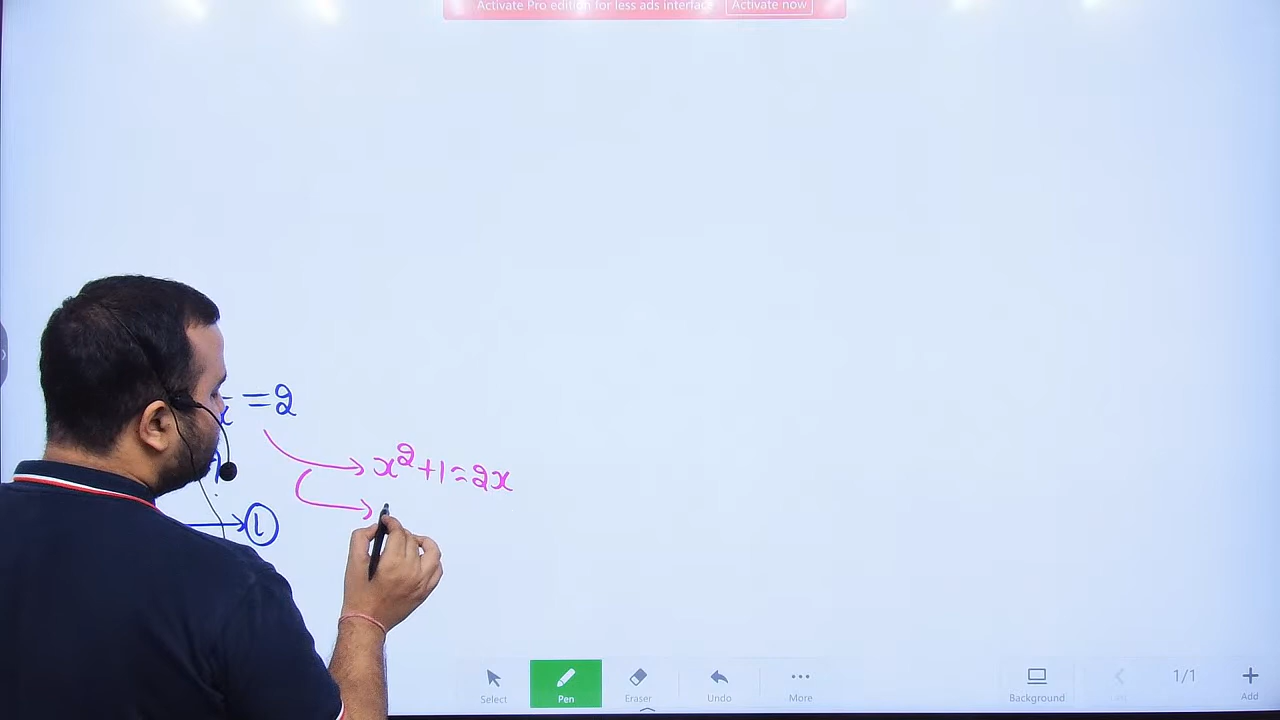 Activate Pro edition for less ads interface Activate now
x = 2
x² + 1 = 2x
1
Select Pen Eraser Undo More Background 1/1 Add